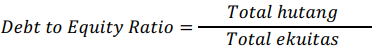 Debt to Equity Ratio = Total hutang / Total ekuitas